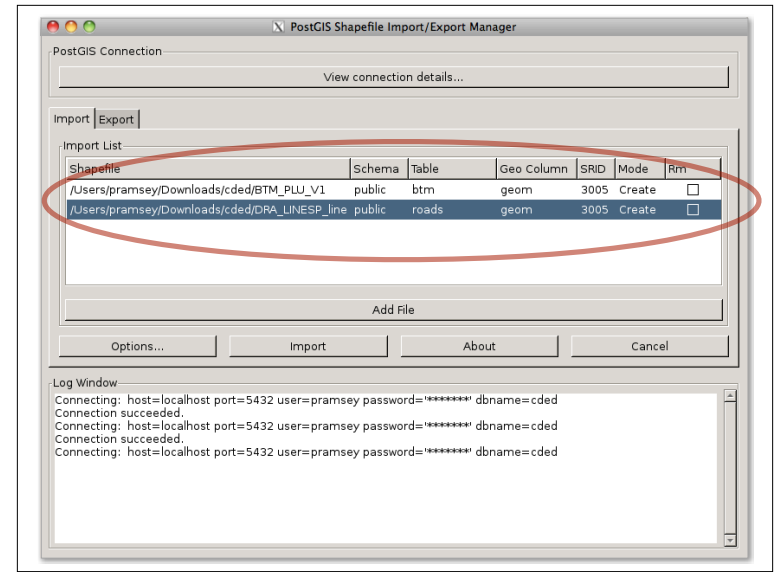 PostGIS Shapefile Import/Export Manager
PostGIS Connection
View connection details...
Import Export
Import List
Shapefile Schema Table Geo Column SRID Mode Rm
/Users/pramsey/Downloads/cded/BTM_PLU_V1 public btm geom 3005 Create
/Users/pramsey/Downloads/cded/DRA_LINESP_line public roads geom 3005 Create
Add File
Options... Import About Cancel
Log Window
Connecting: host=localhost port=5432 user=pramsey password='*******' dbname=cded
Connection succeeded.
Connecting: host=localhost port=5432 user=pramsey password='*******' dbname=cded
Connection succeeded.
Connecting: host=localhost port=5432 user=pramsey password='*******' dbname=cded